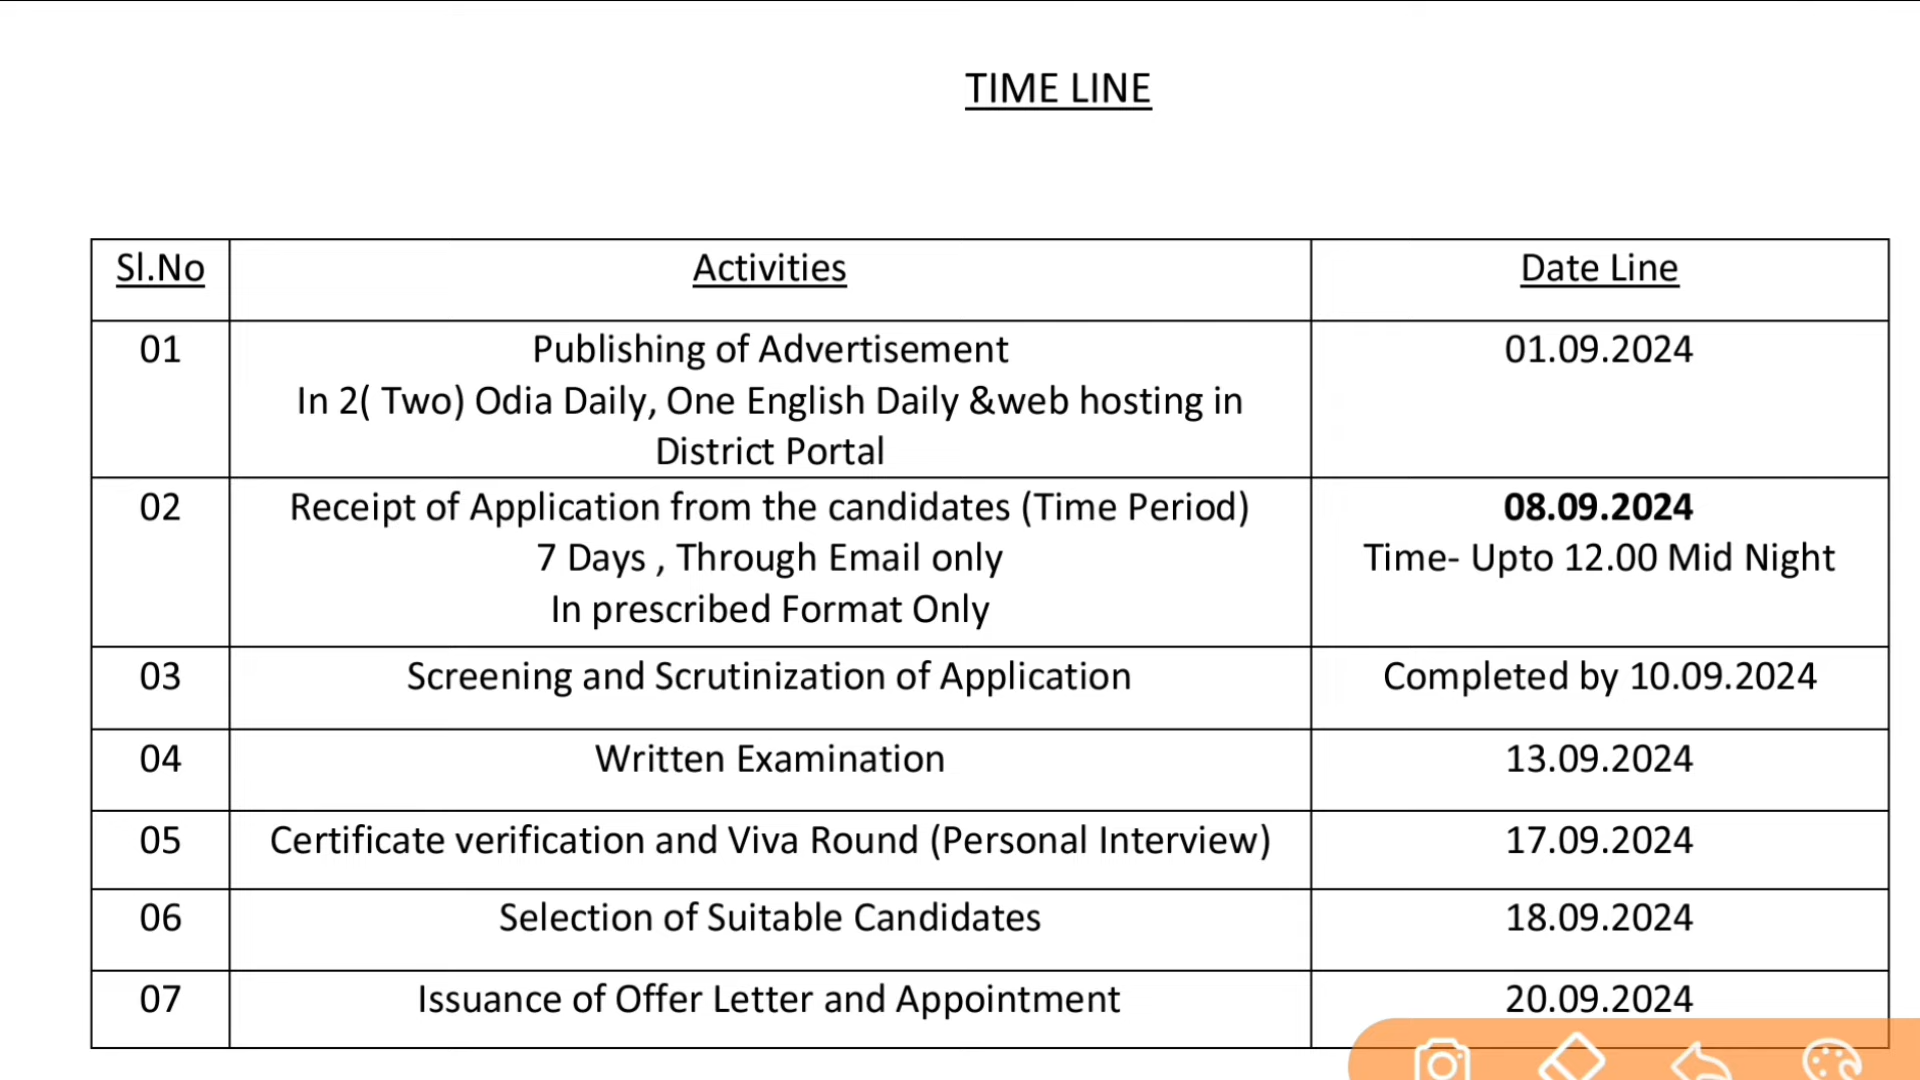 TIME LINE
Sl.No
Activities
Date Line
01
Publishing of Advertisement
In 2( Two) Odia Daily, One English Daily &web hosting in
District Portal
01.09.2024
02
Receipt of Application from the candidates (Time Period)
7 Days , Through Email only
In prescribed Format Only
08.09.2024
Time- Upto 12.00 Mid Night
03
Screening and Scrutinization of Application
Completed by 10.09.2024
04
Written Examination
13.09.2024
05
Certificate verification and Viva Round (Personal Interview)
17.09.2024
06
Selection of Suitable Candidates
18.09.2024
07
Issuance of Offer Letter and Appointment
20.09.2024